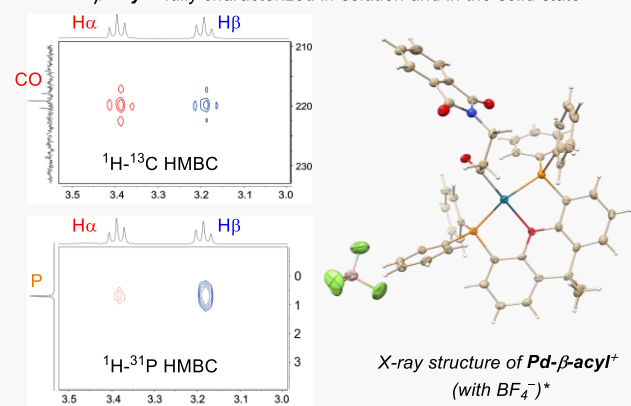 Hα Hβ
CO
210
220
230
¹H-¹³C HMBC
3.5 3.4 3.3 3.2 3.1 3.0
Hα Hβ
P
0
1
2
3
¹H-³¹P HMBC
3.5 3.4 3.3 3.2 3.1 3.0
X-ray structure of Pd-β-acyl⁺
(with BF₄⁻)*